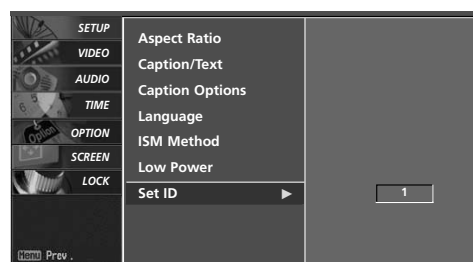 SETUP
VIDEO
AUDIO
TIME
OPTION
SCREEN
LOCK
Menu Prev.
Aspect Ratio
Caption/Text
Caption Options
Language
ISM Method
Low Power
Set ID ►
1